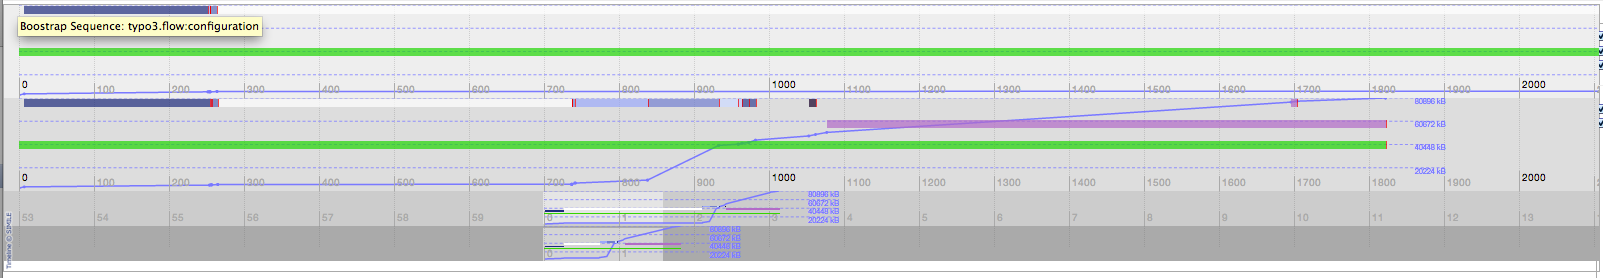 Boostrap Sequence: typo3.flow:configuration
0 100 200 300 400 500 600 700 800 900 1000 1100 1200 1300 1400 1500 1600 1700 1800 1900 2000
80896 kB
60672 kB
40448 kB
20224 kB
0 100 200 300 400 500 600 700 800 900 1000 1100 1200 1300 1400 1500 1600 1700 1800 1900 2000
80896 kB
60672 kB
40448 kB
20224 kB
53 54 55 56 57 58 59 0 1 2 3 4 5 6 7 8 9 10 11 12 13
80896 kB
60672 kB
40448 kB
20224 kB
0 1
Timeline © SIMILE